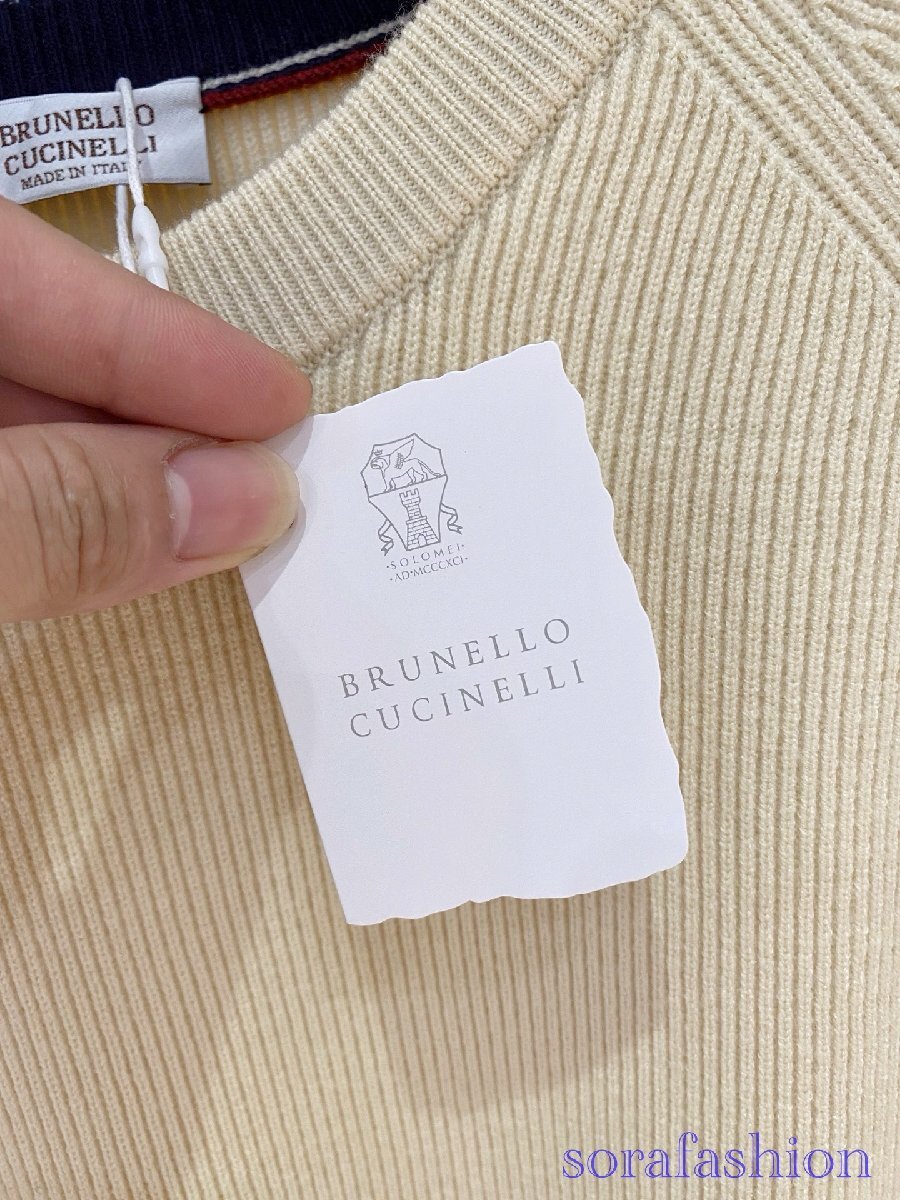 BRUNELLO
CUCINELLI
MADE IN ITALY
·SOLOMEI·
·AD·MCCCXCI·
BRUNELLO
CUCINELLI
sorafashion